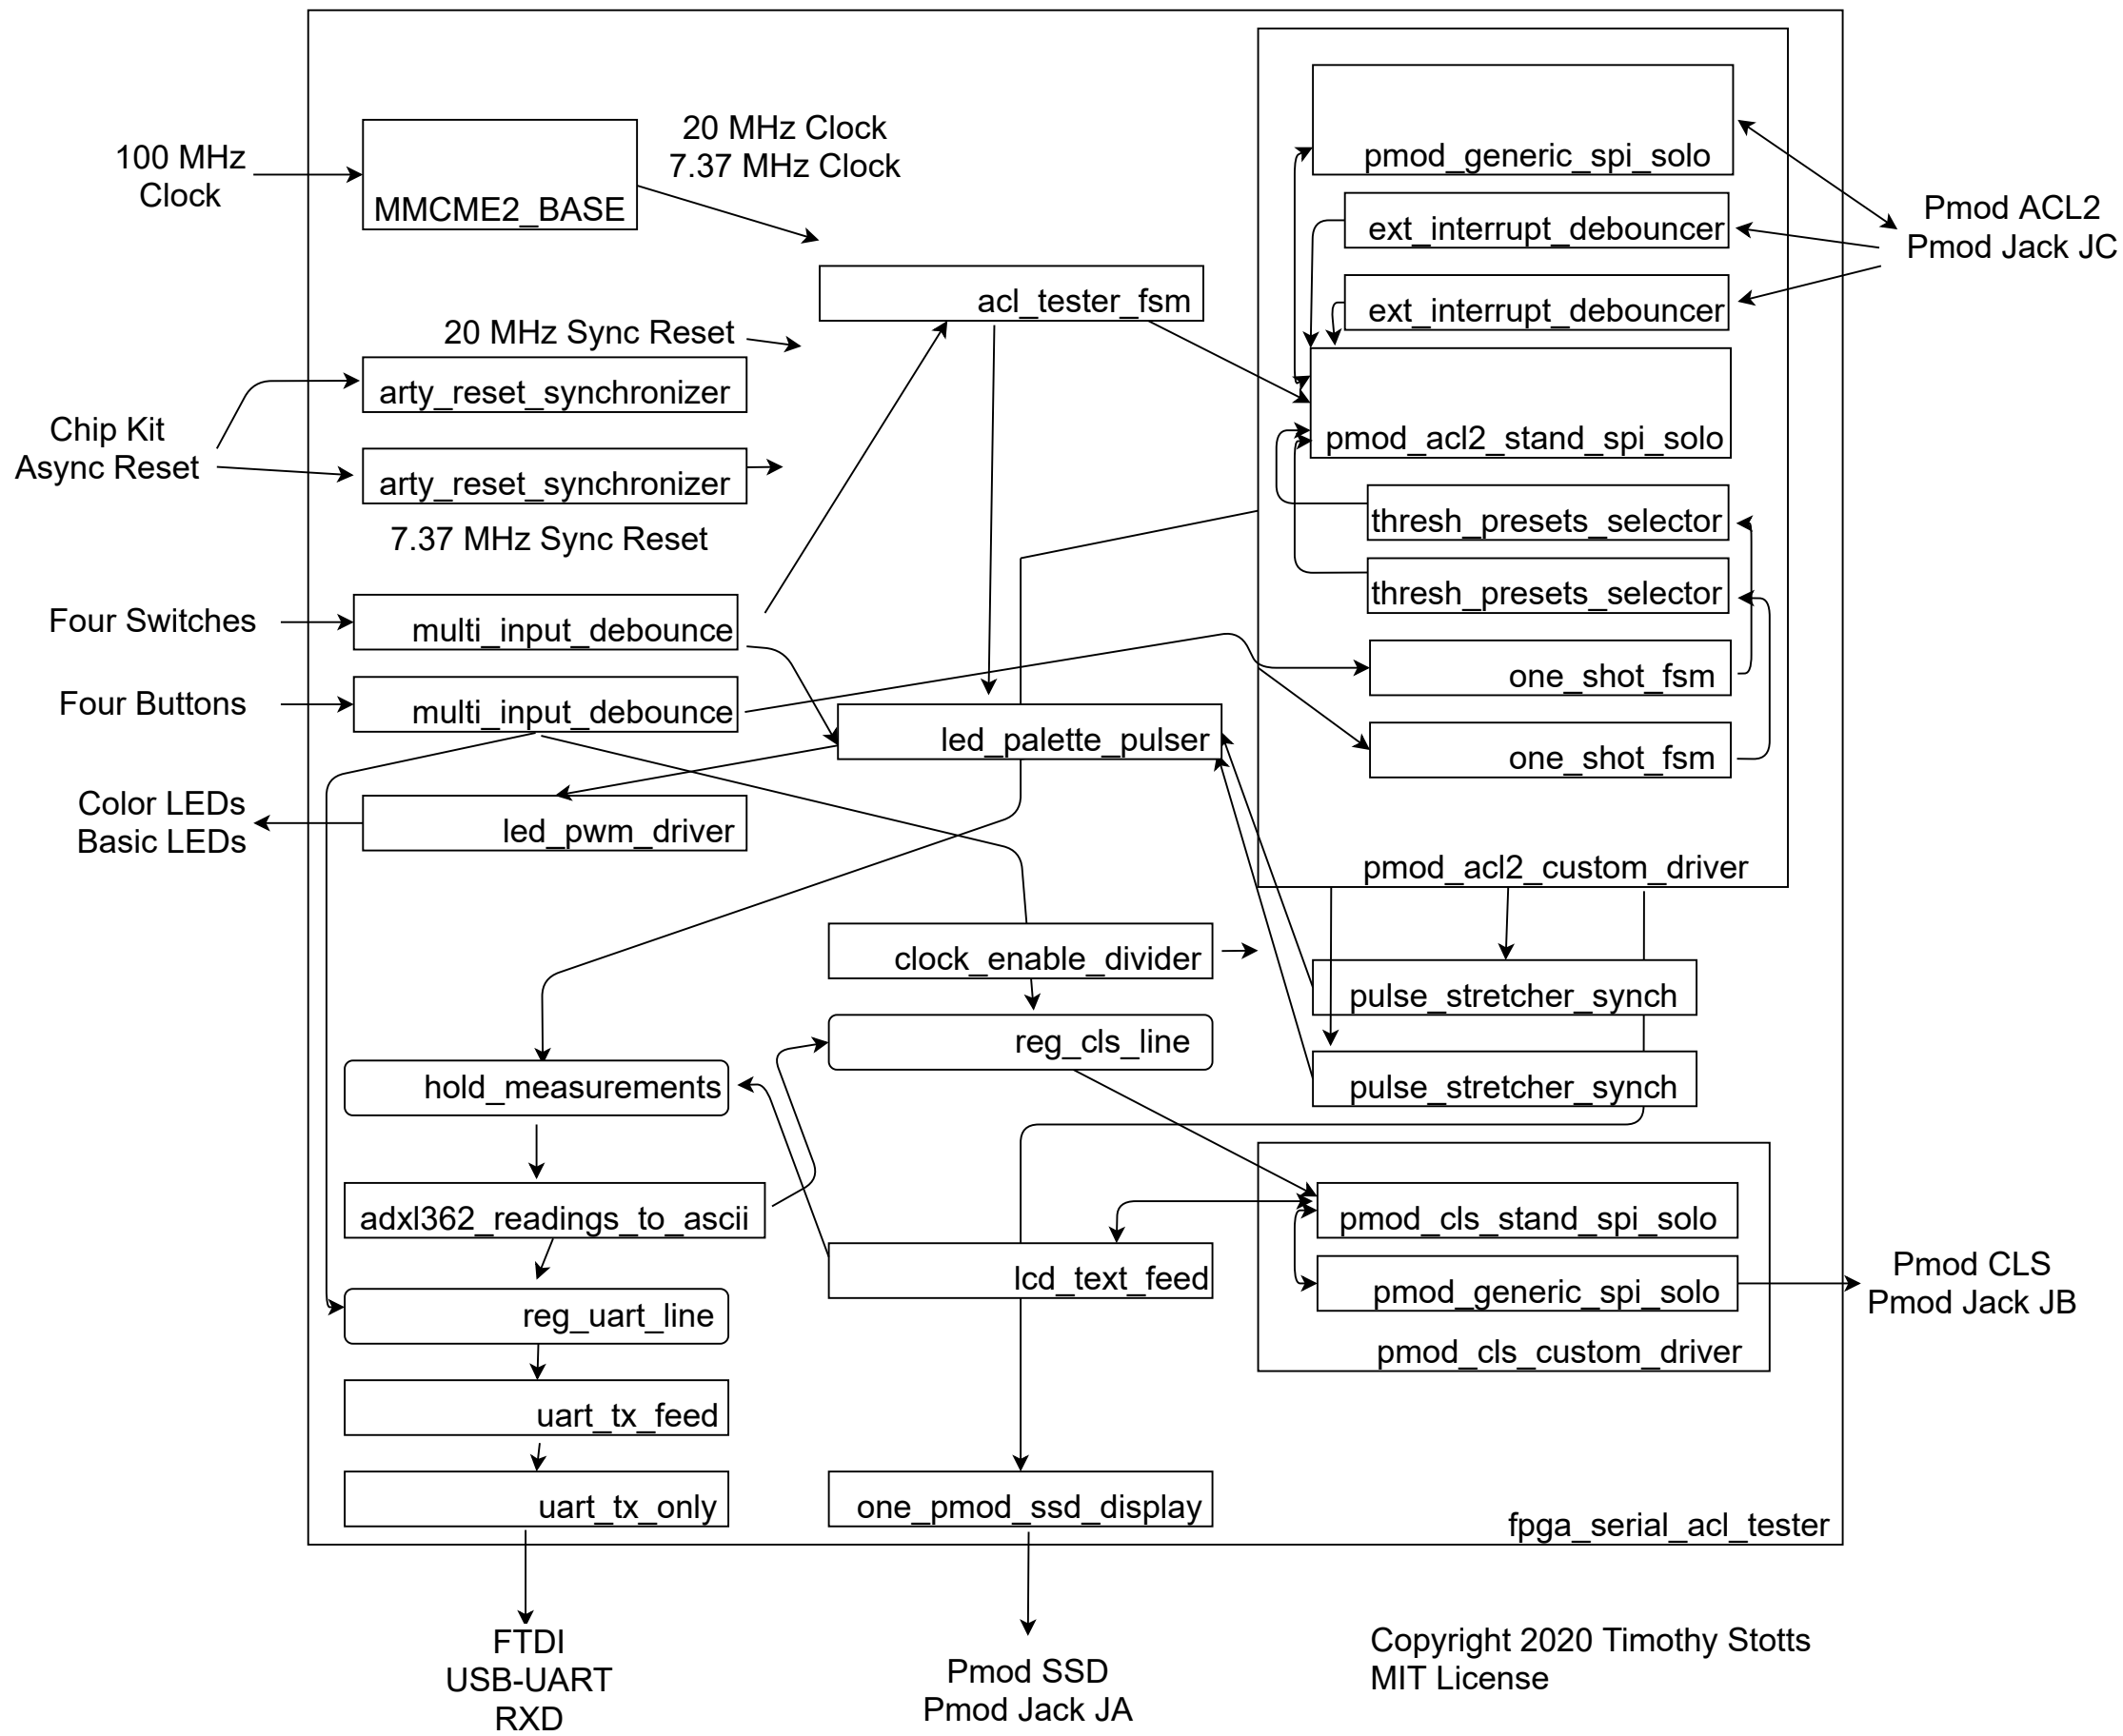 100 MHz
Clock
MMCME2_BASE
20 MHz Clock
7.37 MHz Clock
pmod_generic_spi_solo
ext_interrupt_debouncer
ext_interrupt_debouncer
Pmod ACL2
Pmod Jack JC
acl_tester_fsm
20 MHz Sync Reset
arty_reset_synchronizer
Chip Kit
Async Reset
arty_reset_synchronizer
7.37 MHz Sync Reset
pmod_acl2_stand_spi_solo
thresh_presets_selector
thresh_presets_selector
Four Switches
multi_input_debounce
Four Buttons
multi_input_debounce
one_shot_fsm
one_shot_fsm
led_palette_pulser
Color LEDs
Basic LEDs
led_pwm_driver
pmod_acl2_custom_driver
clock_enable_divider
pulse_stretcher_synch
reg_cls_line
hold_measurements
pulse_stretcher_synch
adxl362_readings_to_ascii
pmod_cls_stand_spi_solo
lcd_text_feed
pmod_generic_spi_solo
Pmod CLS
Pmod Jack JB
reg_uart_line
pmod_cls_custom_driver
uart_tx_feed
uart_tx_only
one_pmod_ssd_display
fpga_serial_acl_tester
FTDI
USB-UART
RXD
Pmod SSD
Pmod Jack JA
Copyright 2020 Timothy Stotts
MIT License